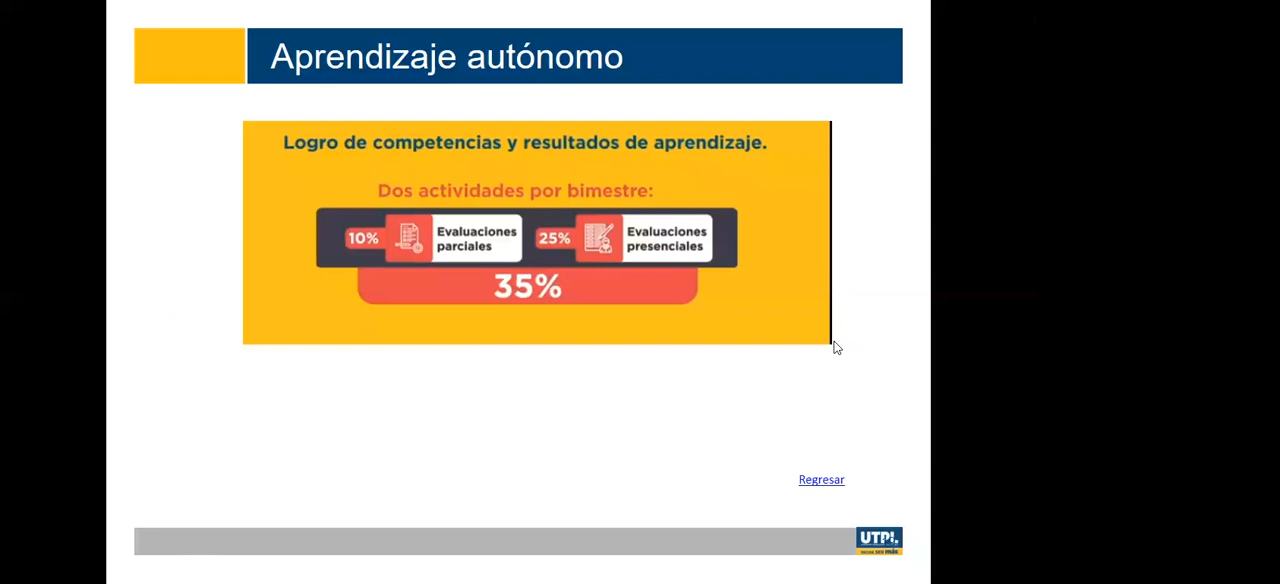 Aprendizaje autónomo
Logro de competencias y resultados de aprendizaje.
Dos actividades por bimestre:
10%
Evaluaciones
parciales
25%
Evaluaciones
presenciales
35%
Regresar
UTPL